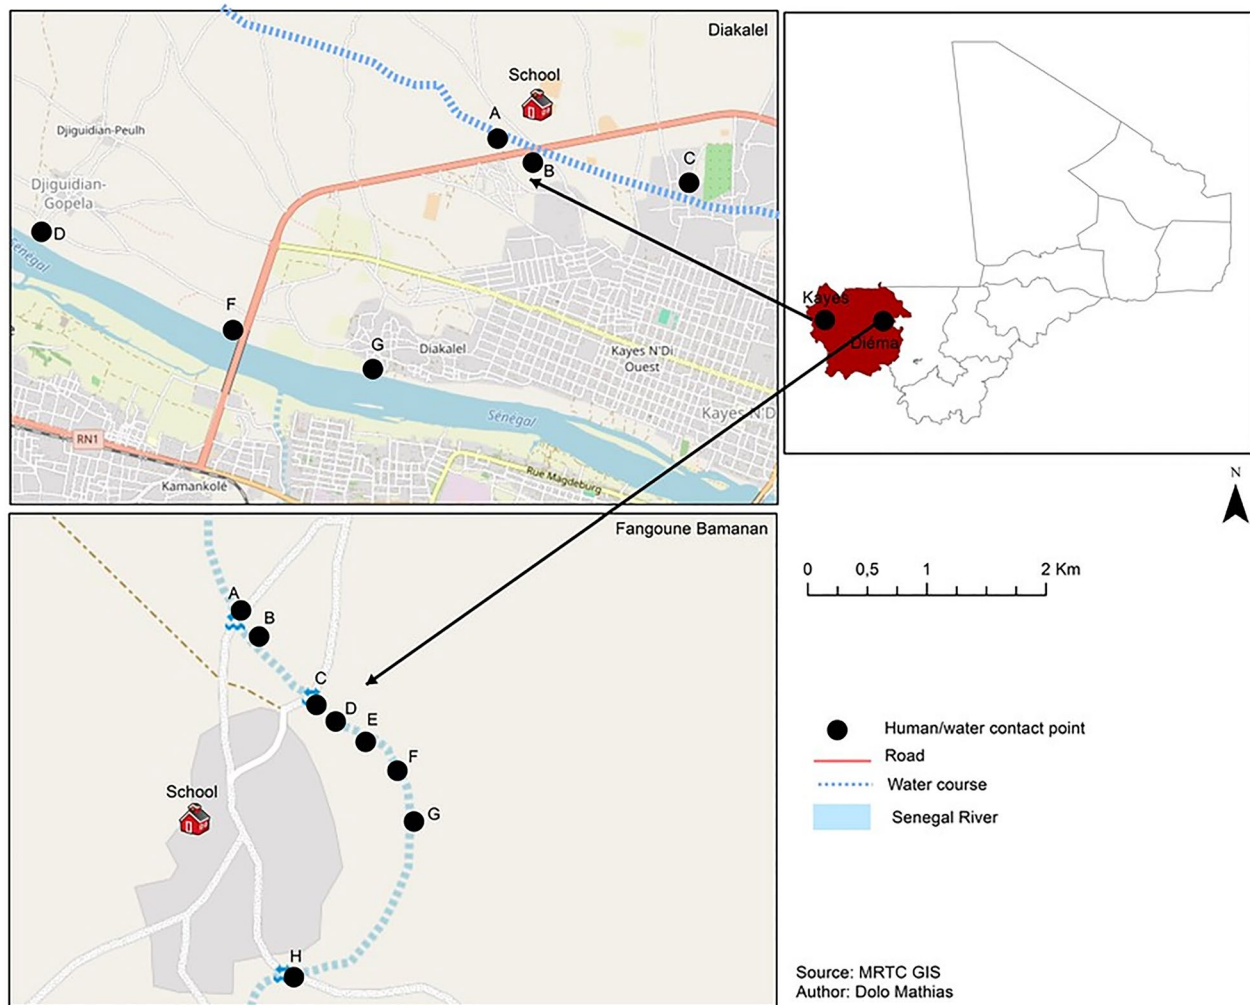 Diakalel
School
A
B
C
Djiguidian-Peulh
Djiguidian-
Gopela
D
Sénégal
F
G
Diakalel
Kayes N'Di
Ouest
Kayes N'D
Sénégal
RN1
Rue Magdeburg
Kamankolé
Kayes
Diéma
N
0 0,5 1 2 Km
Fangoune Bamanan
A
B
C
D
E
F
G
School
H
Human/water contact point
Road
Water course
Senegal River
Source: MRTC GIS
Author: Dolo Mathias